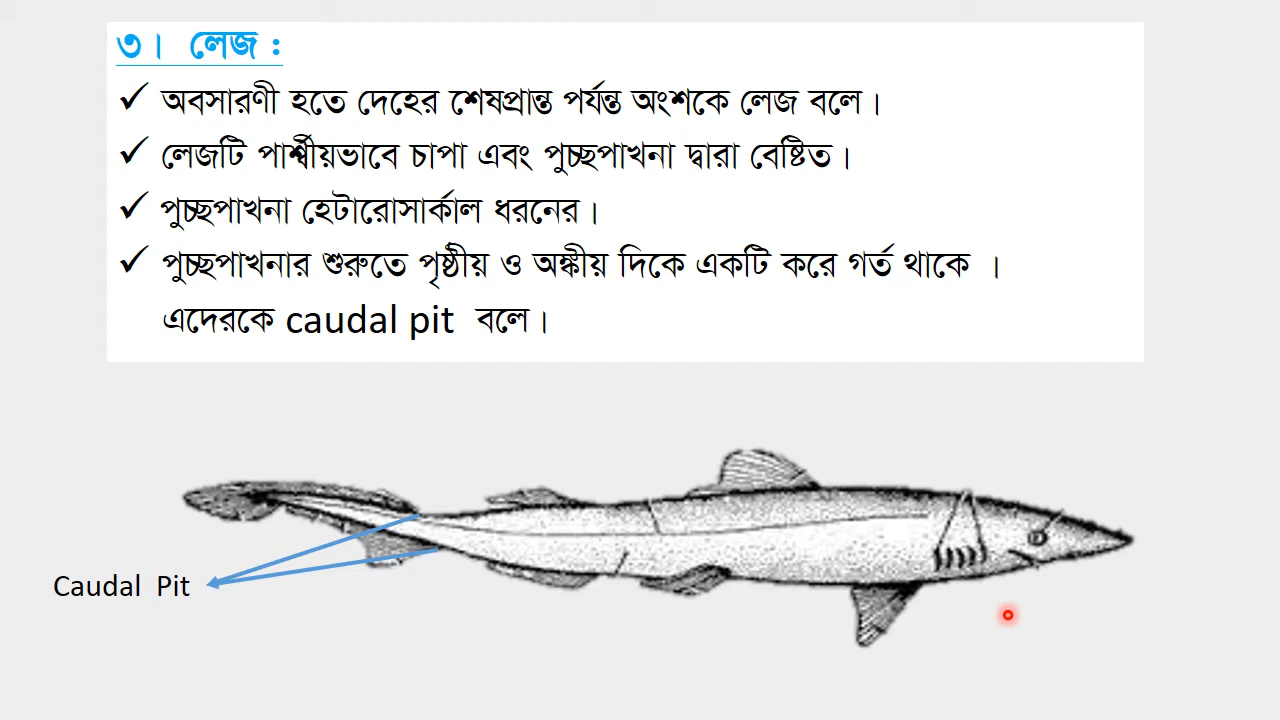 ৩। লেজ :
✓ অবসারণী হতে দেহের শেষপ্রান্ত পর্যন্ত অংশকে লেজ বলে।
✓ লেজটি পার্শ্বীয়ভাবে চাপা এবং পুচ্ছপাখনা দ্বারা বেষ্টিত।
✓ পুচ্ছপাখনা হেটারোসার্কাল ধরনের।
✓ পুচ্ছপাখনার শুরুতে পৃষ্ঠীয় ও অঙ্কীয় দিকে একটি করে গর্ত থাকে ।
এদেরকে caudal pit বলে।
Caudal Pit